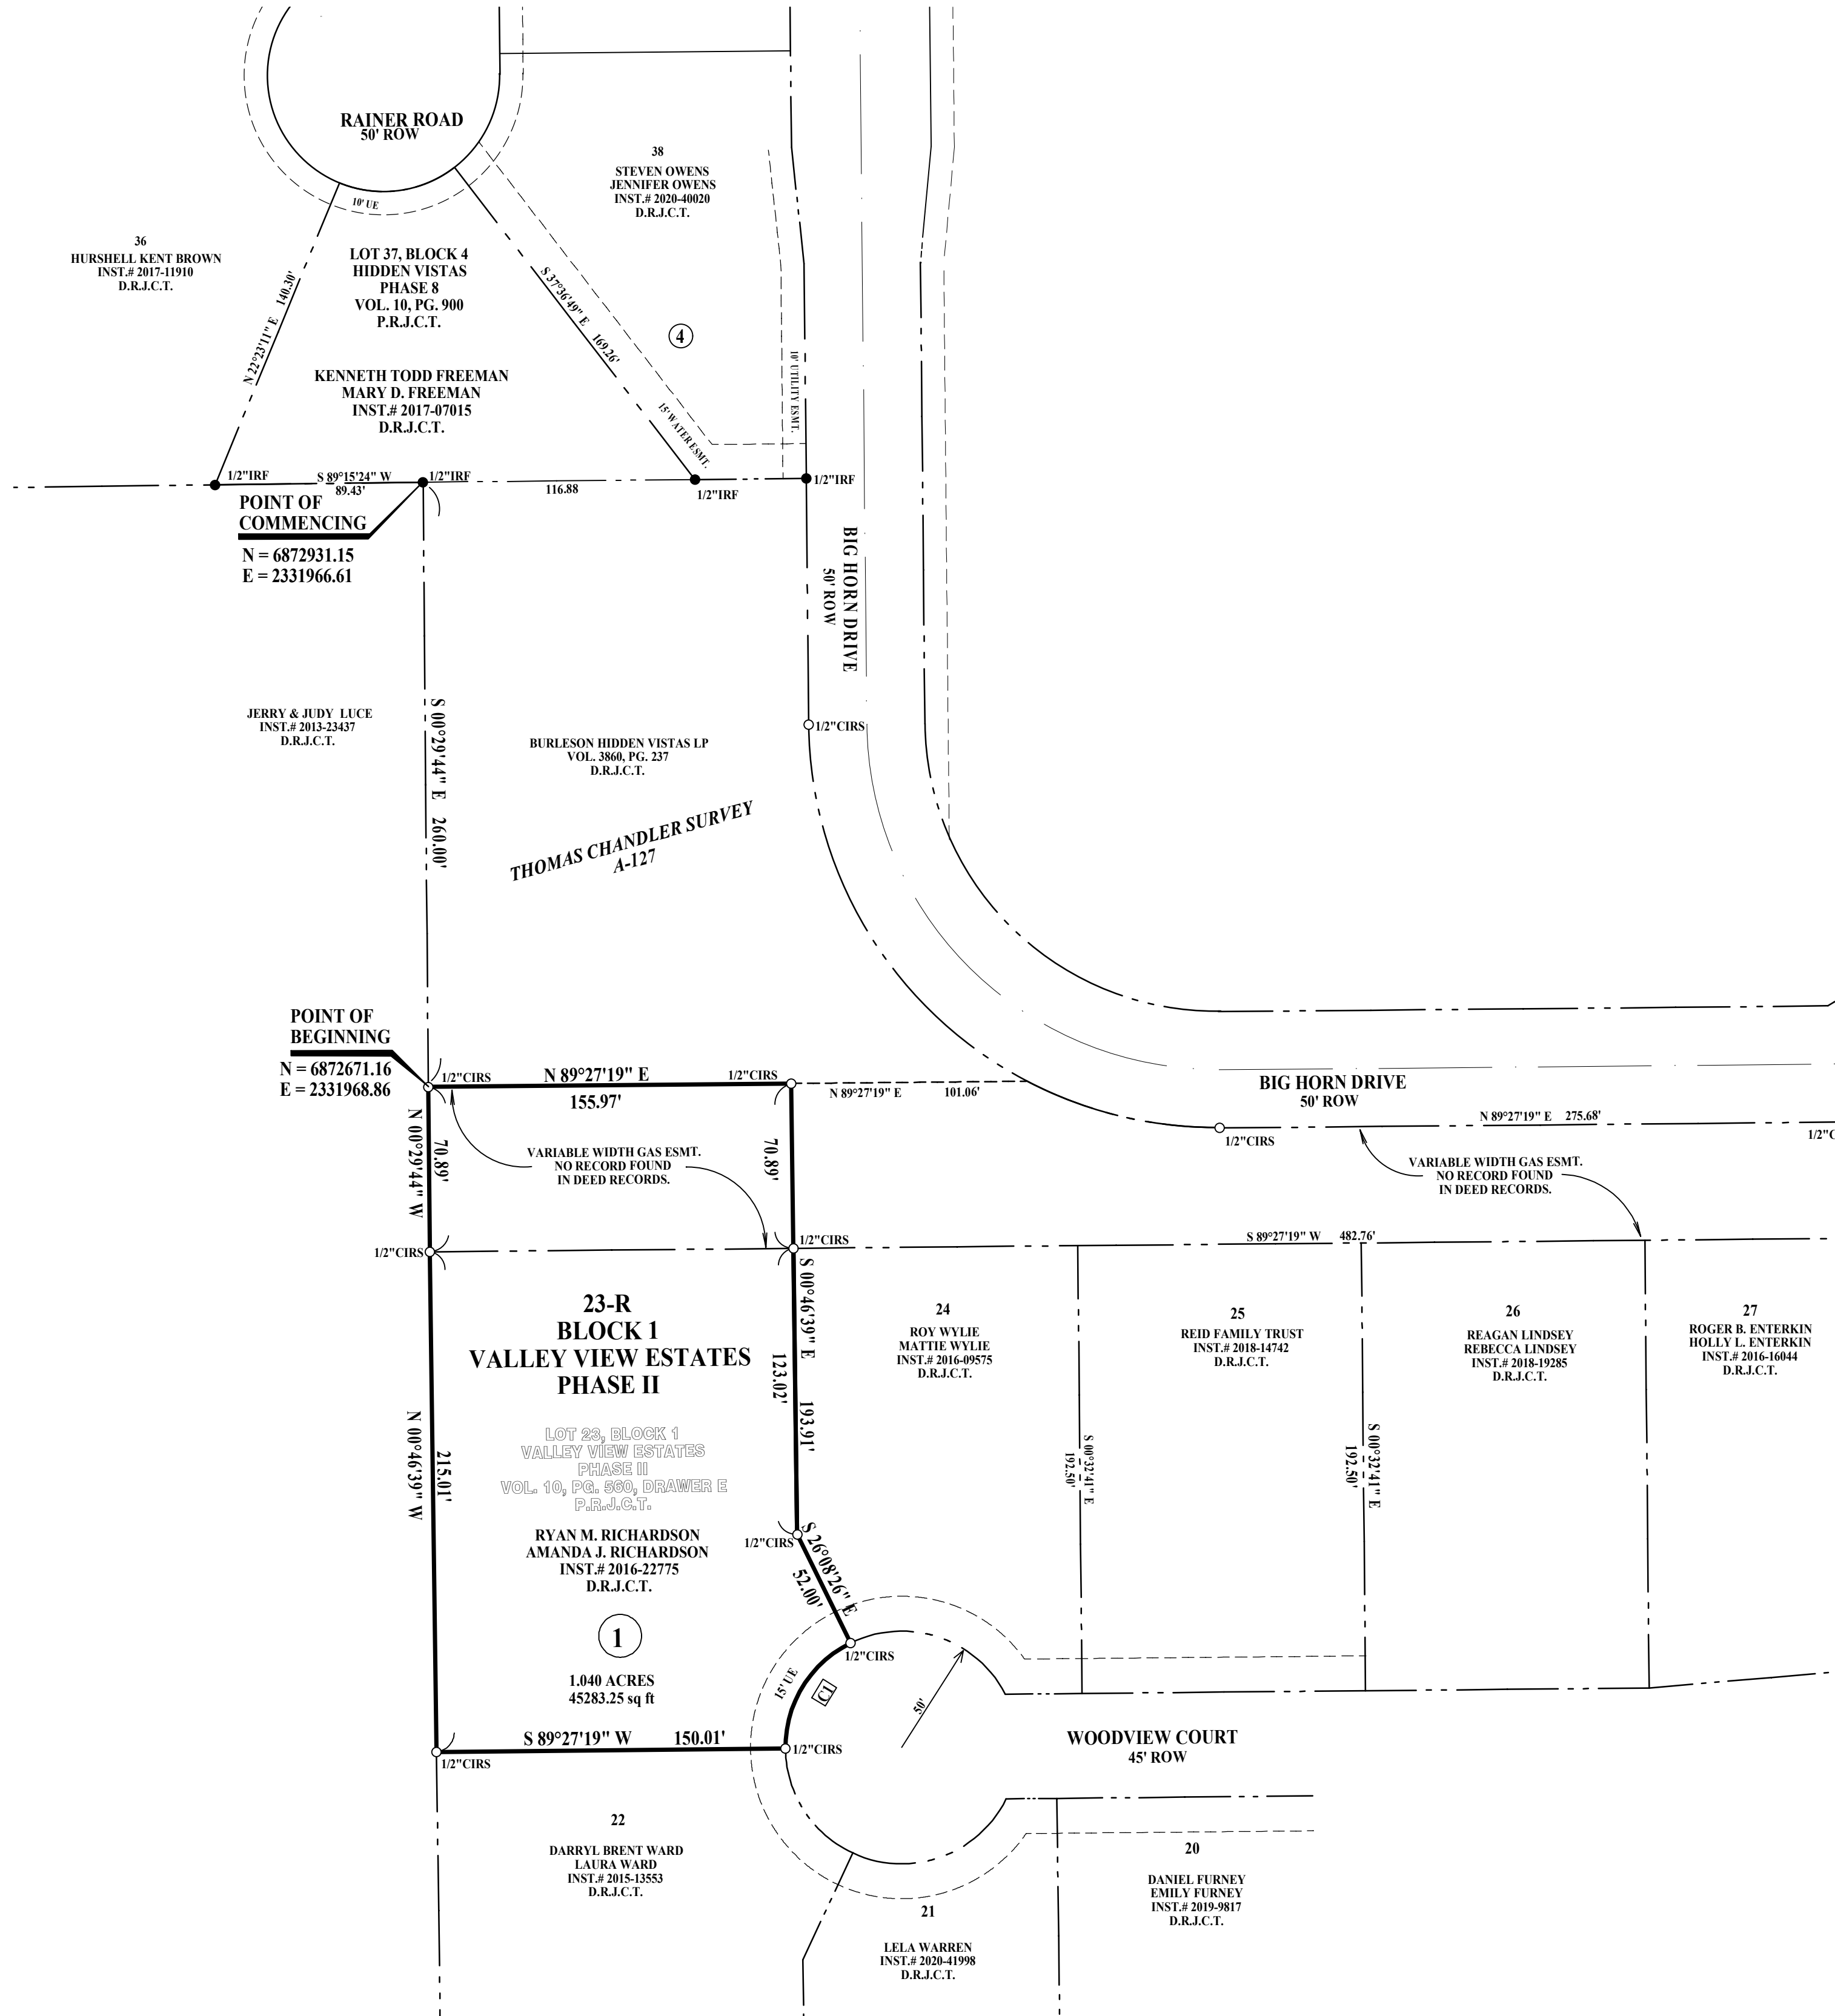 RAINER ROAD
50' ROW
10' UE
38
STEVEN OWENS
JENNIFER OWENS
INST.# 2020-40020
D.R.J.C.T.
36
HURSHELL KENT BROWN
INST.# 2017-11910
D.R.J.C.T.
LOT 37, BLOCK 4
HIDDEN VISTAS
PHASE 8
VOL. 10, PG. 900
P.R.J.C.T.
N 22°23'11" E 140.30'
S 37°36'49" E 169.26'
4
KENNETH TODD FREEMAN
MARY D. FREEMAN
INST.# 2017-07015
D.R.J.C.T.
15' WATER ESMT.
10' UTILITY ESMT.
1/2"IRF
S 89°15'24" W
89.43'
1/2"IRF
116.88
1/2"IRF
1/2"IRF
POINT OF
COMMENCING
N = 6872931.15
E = 2331966.61
BIG HORN DRIVE
50' ROW
JERRY & JUDY LUCE
INST.# 2013-23437
D.R.J.C.T.
S 00°29'44" E 260.00'
BURLESON HIDDEN VISTAS LP
VOL. 3860, PG. 237
D.R.J.C.T.
1/2"CIRS
THOMAS CHANDLER SURVEY
A-127
POINT OF
BEGINNING
N = 6872671.16
E = 2331968.86
1/2"CIRS
N 89°27'19" E
155.97'
1/2"CIRS
N 89°27'19" E 101.06'
BIG HORN DRIVE
50' ROW
N 89°27'19" E 275.68'
1/2"CIRS
1/2"C
N 00°29'44" W
70.89'
VARIABLE WIDTH GAS ESMT.
NO RECORD FOUND
IN DEED RECORDS.
70.89'
VARIABLE WIDTH GAS ESMT.
NO RECORD FOUND
IN DEED RECORDS.
1/2"CIRS
1/2"CIRS
S 89°27'19" W 482.76'
23-R
BLOCK 1
VALLEY VIEW ESTATES
PHASE II
S 00°46'39" E 193.91'
123.02'
24
ROY WYLIE
MATTIE WYLIE
INST.# 2016-09575
D.R.J.C.T.
25
REID FAMILY TRUST
INST.# 2018-14742
D.R.J.C.T.
26
REAGAN LINDSEY
REBECCA LINDSEY
INST.# 2018-19285
D.R.J.C.T.
27
ROGER B. ENTERKIN
HOLLY L. ENTERKIN
INST.# 2016-16044
D.R.J.C.T.
N 00°46'39" W
215.01'
LOT 23, BLOCK 1
VALLEY VIEW ESTATES
PHASE II
VOL. 10, PG. 560, DRAWER E
P.R.J.C.T.
S 00°32'41" E
192.50'
S 00°32'41" E
192.50'
RYAN M. RICHARDSON
AMANDA J. RICHARDSON
INST.# 2016-22775
D.R.J.C.T.
1/2"CIRS
S 26°08'26" E
52.00'
1
1.040 ACRES
45283.25 sq ft
1/2"CIRS
15' UE
C1
50'
S 89°27'19" W 150.01'
1/2"CIRS
1/2"CIRS
WOODVIEW COURT
45' ROW
22
DARRYL BRENT WARD
LAURA WARD
INST.# 2015-13553
D.R.J.C.T.
20
DANIEL FURNEY
EMILY FURNEY
INST.# 2019-9817
D.R.J.C.T.
21
LELA WARREN
INST.# 2020-41998
D.R.J.C.T.